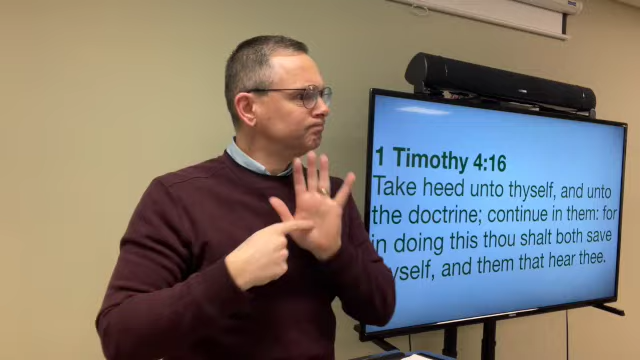 1 Timothy 4:16
Take heed unto thyself, and unto
the doctrine; continue in them: for
in doing this thou shalt both save
yself, and them that hear thee.